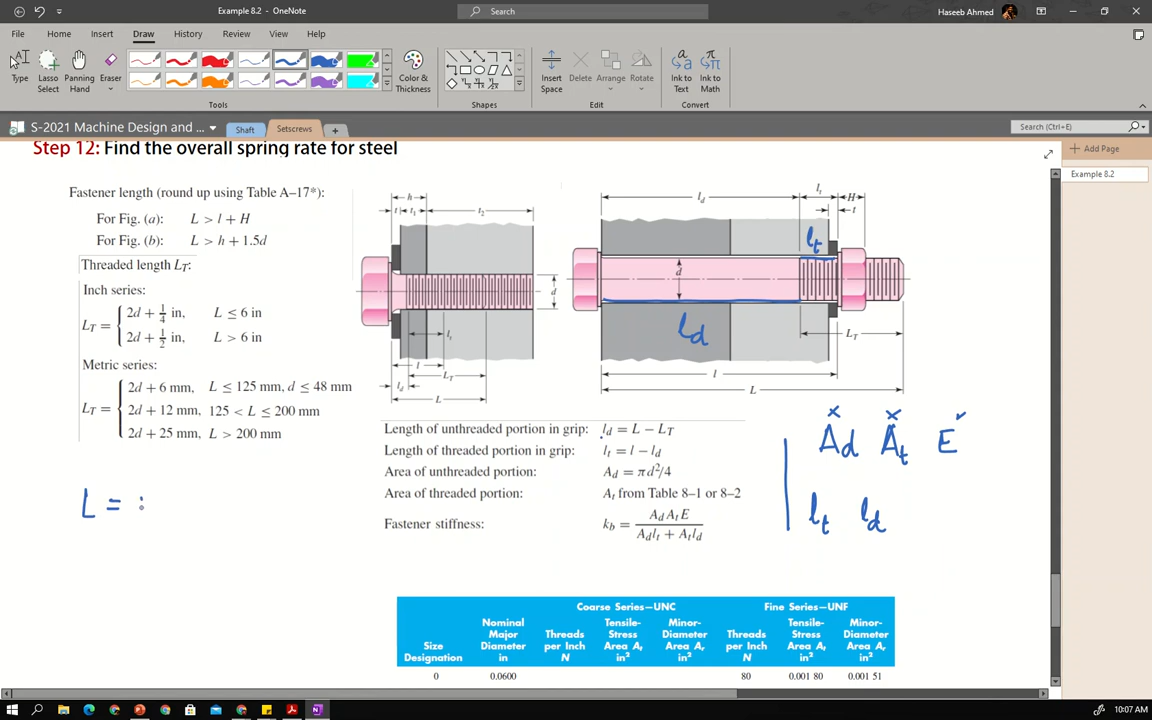 Example 8.2 - OneNote
Search
Haseeb Ahmed
File Home Insert Draw History Review View Help
Type
Lasso Select
Panning Hand
Eraser
Color & Thickness
Insert Space
Delete
Arrange
Rotate
Ink to Text
Ink to Math
Tools
Shapes
Edit
Convert
S-2021 Machine Design and ...
Shaft
Setscrews
Search (Ctrl+E)
Add Page
Example 8.2
Step 12: Find the overall spring rate for steel
Fastener length (round up using Table A–17*):
For Fig. (a): L > l + H
For Fig. (b): L > h + 1.5d
Threaded length L_T:
Inch series:
L_T = { 2d + 1/4 in, L ≤ 6 in
2d + 1/2 in, L > 6 in
Metric series:
L_T = { 2d + 6 mm, L ≤ 125 mm, d ≤ 48 mm
2d + 12 mm, 125 < L ≤ 200 mm
2d + 25 mm, L > 200 mm
h
t t₁ t₂
d
l_t
l
L_T
l_d
L
l_d l_t H
t
l_t
d
l_d
L_T
l
L
Length of unthreaded portion in grip: l_d = L − L_T
Length of threaded portion in grip: l_t = l − l_d
Area of unthreaded portion: A_d = πd²/4
Area of threaded portion: A_t from Table 8–1 or 8–2
Fastener stiffness: k_b = A_d A_t E / A_d l_t + A_t l_d
x x ✓
A_d A_t E
l_t l_d
L = :
Coarse Series—UNC Fine Series—UNF
Size Designation
Nominal Major Diameter in
Threads per Inch N
Tensile-Stress Area A_t in²
Minor-Diameter Area A_r in²
Threads per Inch N
Tensile-Stress Area A_t in²
Minor-Diameter Area A_r in²
0 0.0600 80 0.001 80 0.001 51
10:07 AM